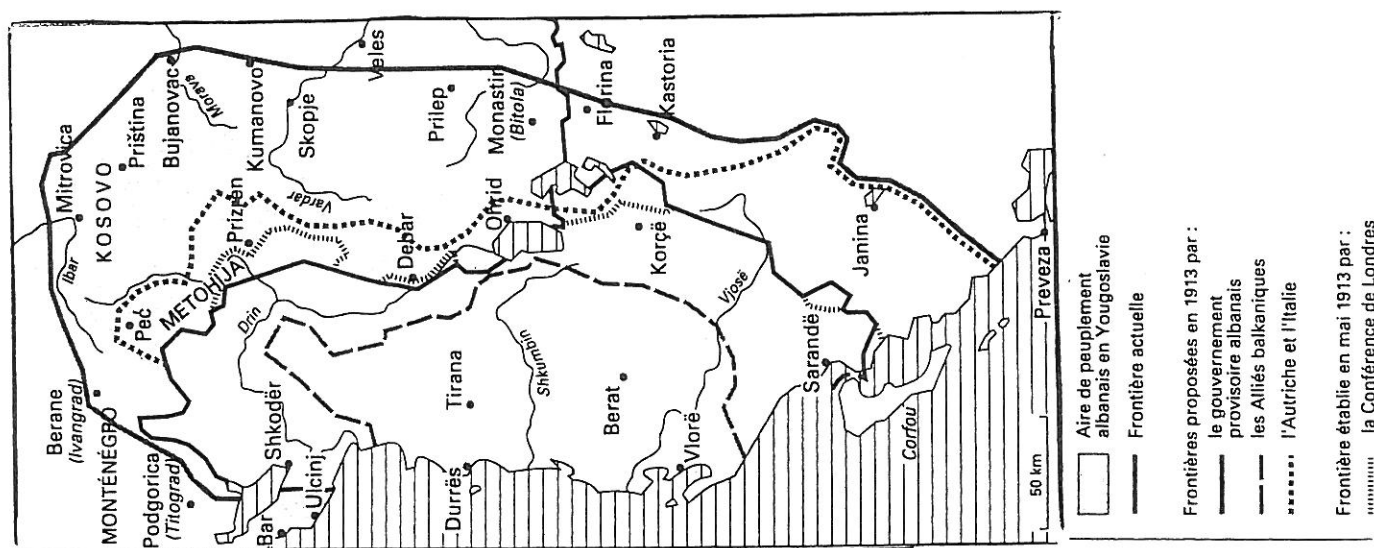 Mitrovica
Ibar
KOSOVO
Priština
Bujanovac
Morava
Kumanovo
Skopje
Veles
Vardar
Berane
(Ivangrad)
MONTÉNÉGRO
Peć
METOHIJA
Prizren
Podgorica
(Titograd)
Drin
Shkodër
Bar
Ulcinj
Debar
Ohrid
Prilep
Monastir
(Bitola)
Florina
Kastoria
Tirana
Durrës
Shkumbin
Berat
Korçë
Vlorë
Vjosë
Sarandë
Janina
Corfou
Preveza
50 km
Aire de peuplement
albanais en Yougoslavie
Frontière actuelle
Frontières proposées en 1913 par :
le gouvernement
provisoire albanais
les Alliés balkaniques
l'Autriche et l'Italie
Frontière établie en mai 1913 par :
la Conférence de Londres